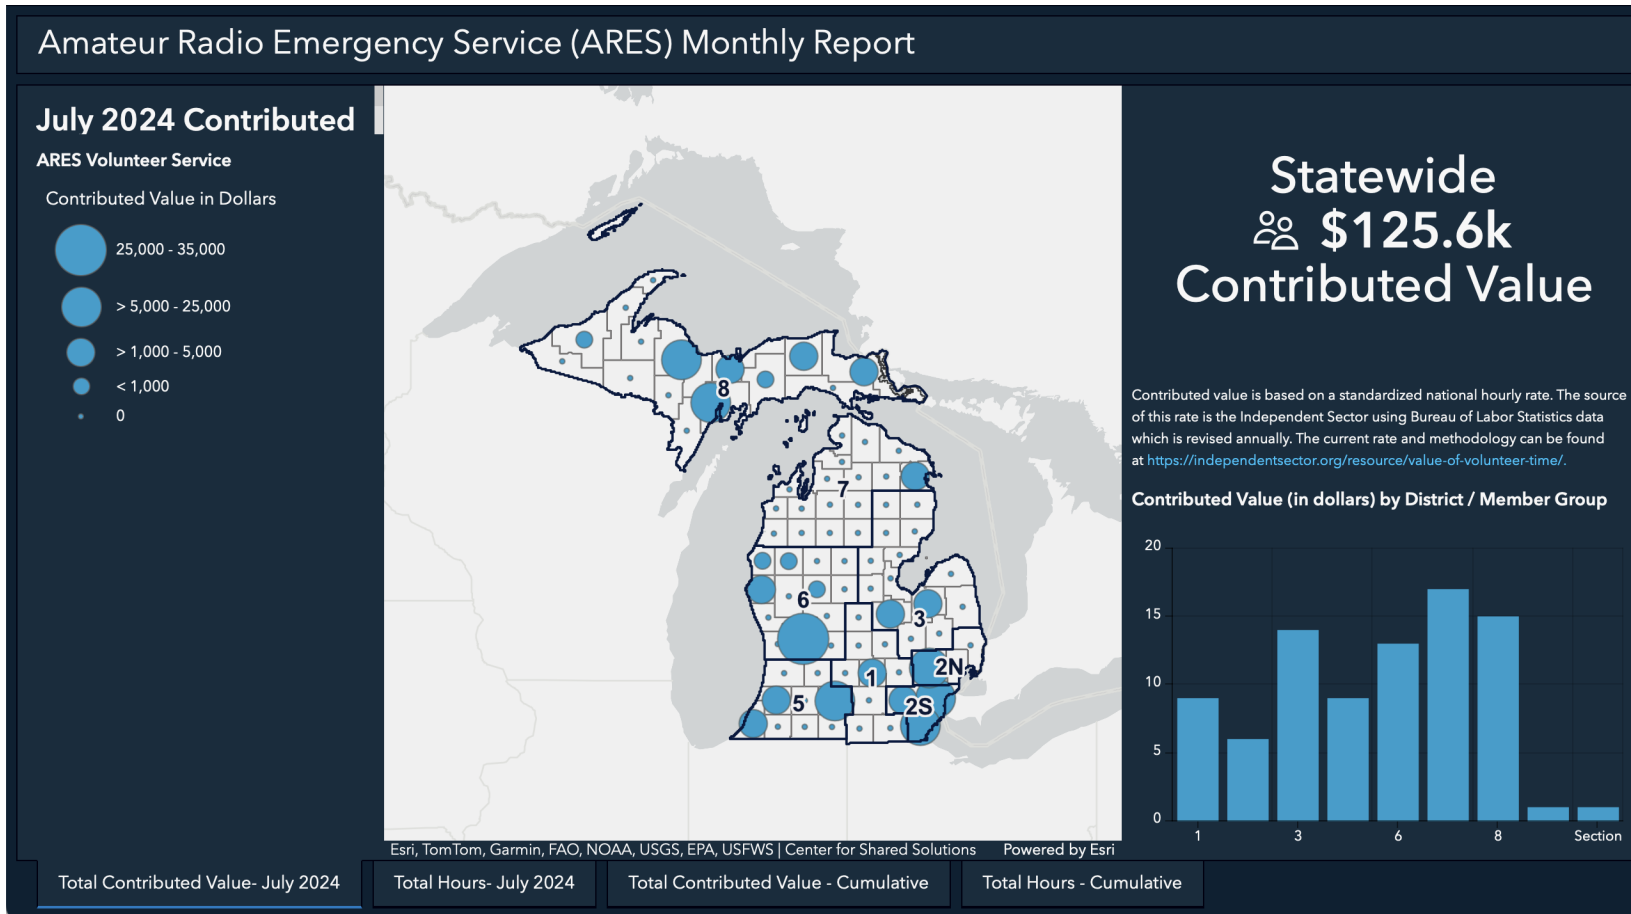 Amateur Radio Emergency Service (ARES) Monthly Report
July 2024 Contributed
ARES Volunteer Service
Contributed Value in Dollars
25,000 - 35,000
> 5,000 - 25,000
> 1,000 - 5,000
< 1,000
0
8
7
6
3
2N
1
5
2S
Esri, TomTom, Garmin, FAO, NOAA, USGS, EPA, USFWS | Center for Shared Solutions
Powered by Esri
Statewide
$125.6k
Contributed Value
Contributed value is based on a standardized national hourly rate. The source
of this rate is the Independent Sector using Bureau of Labor Statistics data
which is revised annually. The current rate and methodology can be found
at https://independentsector.org/resource/value-of-volunteer-time/.
Contributed Value (in dollars) by District / Member Group
20
15
10
5
0
1
3
6
8
Section
Total Contributed Value- July 2024
Total Hours- July 2024
Total Contributed Value - Cumulative
Total Hours - Cumulative